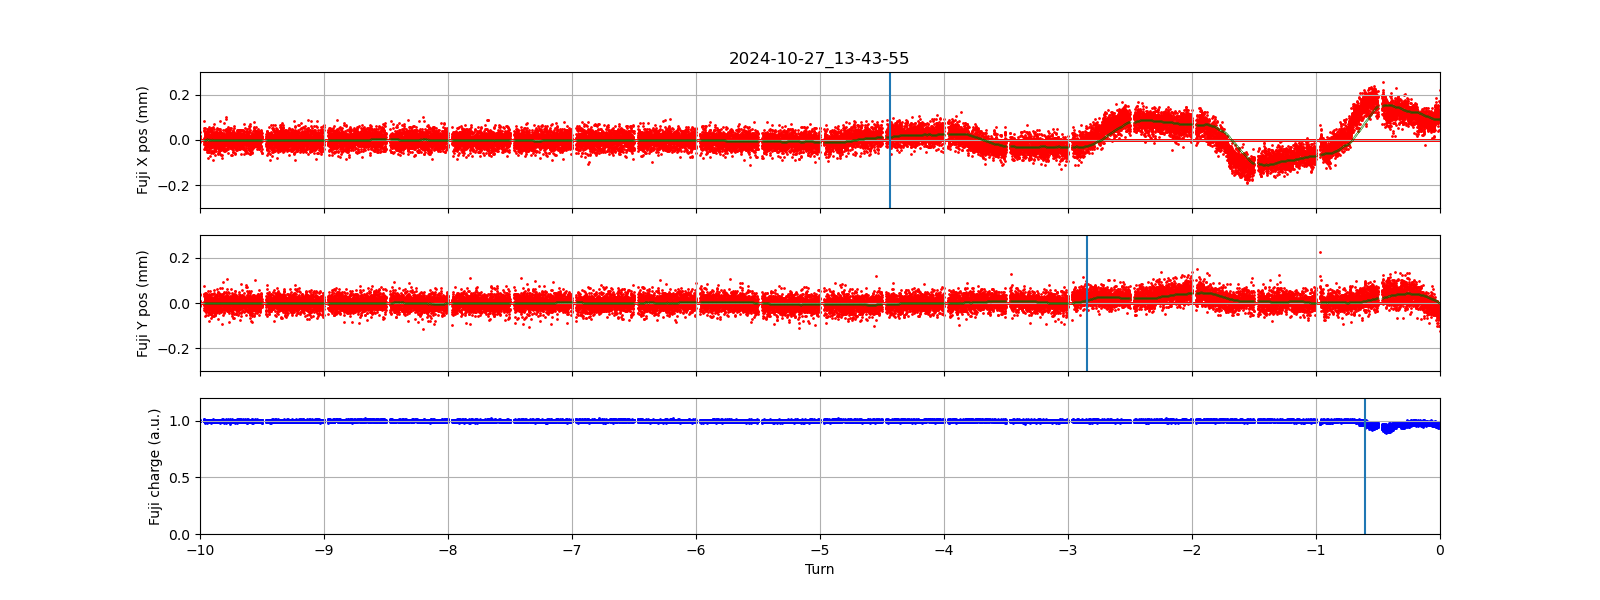 2024-10-27_13-43-55
Fuji X pos (mm)
0.2
0.0
−0.2
Fuji Y pos (mm)
0.2
0.0
−0.2
Fuji charge (a.u.)
1.0
0.5
0.0
−10 −9 −8 −7 −6 −5 −4 −3 −2 −1 0
Turn